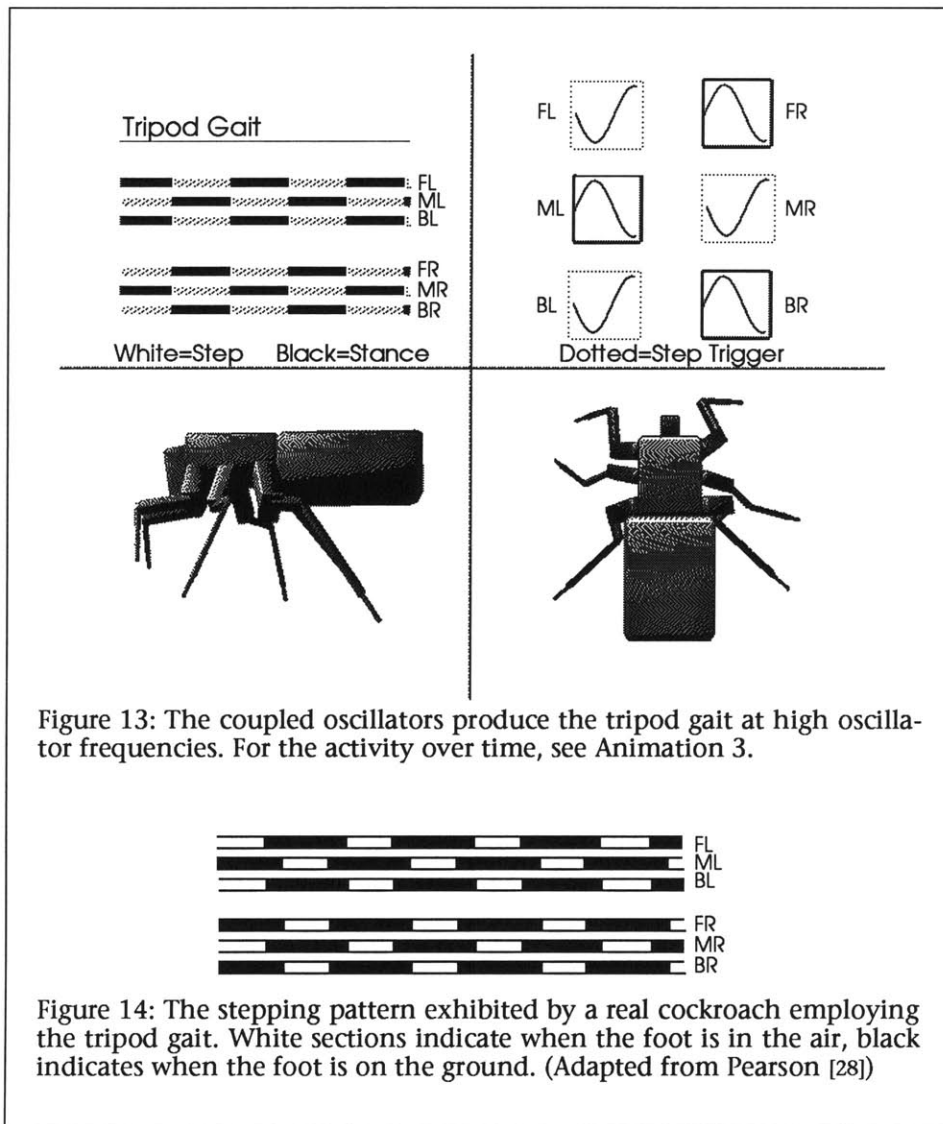 Tripod Gait
FL
ML
BL
FR
MR
BR
White=Step Black=Stance
FL
FR
ML
MR
BL
BR
Dotted=Step Trigger
Figure 13: The coupled oscillators produce the tripod gait at high oscilla-
tor frequencies. For the activity over time, see Animation 3.
FL
ML
BL
FR
MR
BR
Figure 14: The stepping pattern exhibited by a real cockroach employing
the tripod gait. White sections indicate when the foot is in the air, black
indicates when the foot is on the ground. (Adapted from Pearson [28])